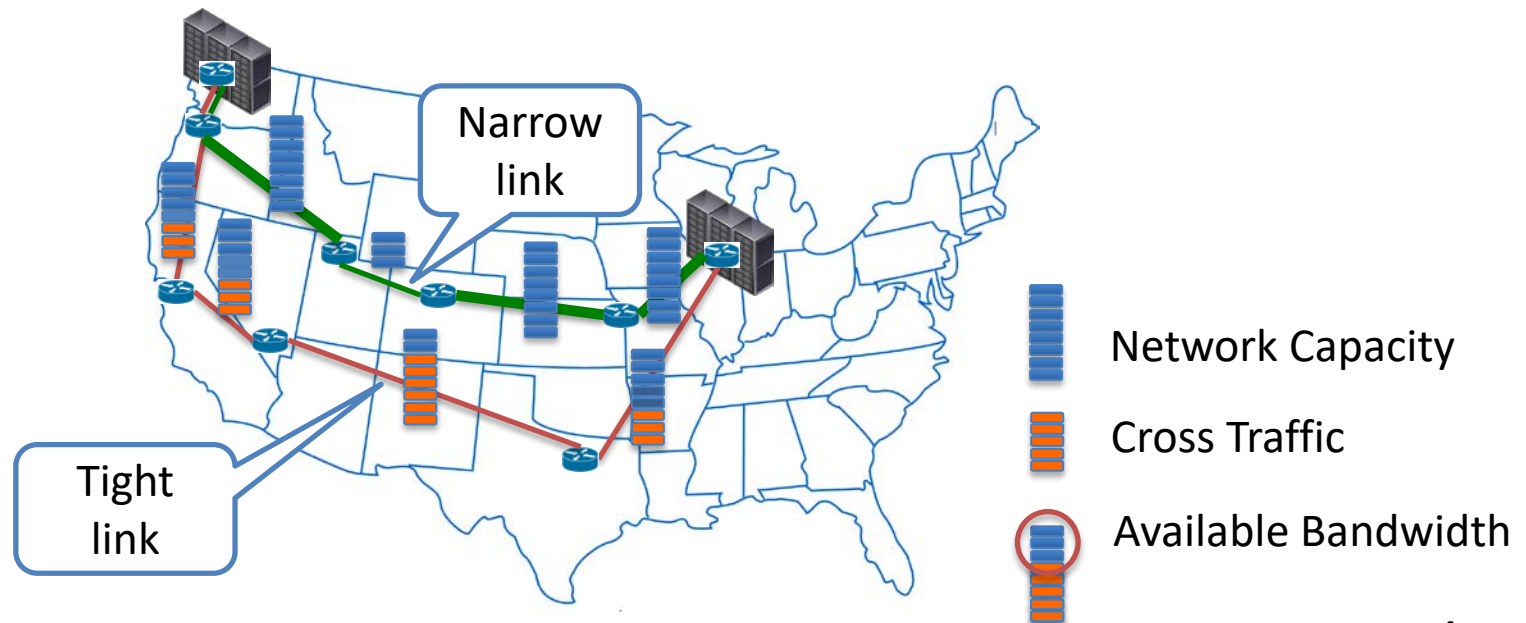 Narrow
link
Tight
link
Network Capacity
Cross Traffic
Available Bandwidth